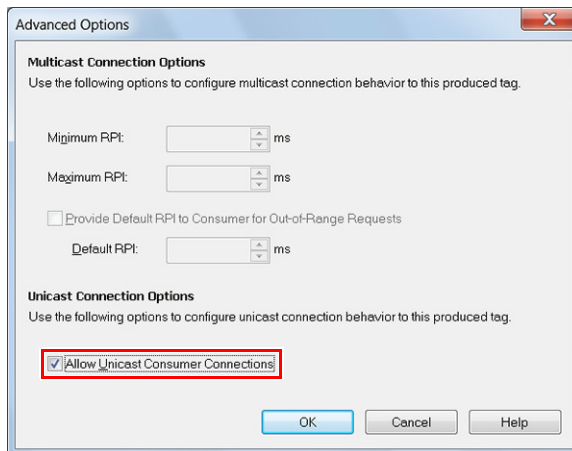 Advanced Options
Multicast Connection Options
Use the following options to configure multicast connection behavior to this produced tag.
Minimum RPI: ms
Maximum RPI: ms
Provide Default RPI to Consumer for Out-of-Range Requests
Default RPI: ms
Unicast Connection Options
Use the following options to configure unicast connection behavior to this produced tag.
Allow Unicast Consumer Connections
OK Cancel Help